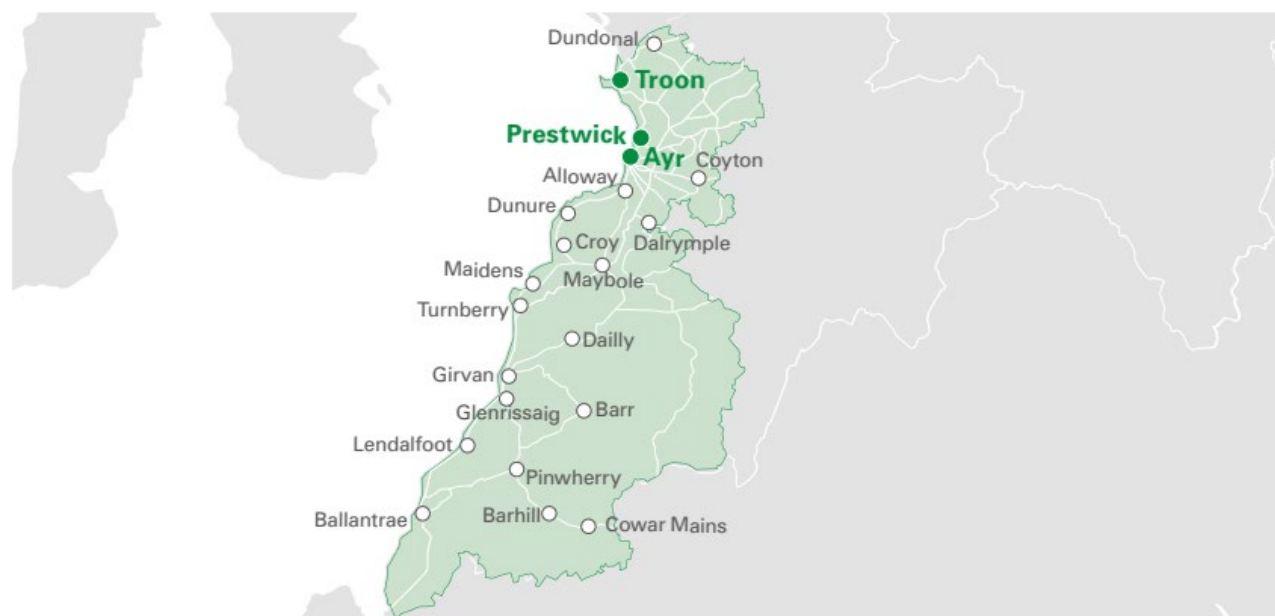 Dundonal
Troon
Prestwick
Ayr
Coyton
Alloway
Dunure
Dalrymple
Croy
Maidens
Maybole
Turnberry
Dailly
Girvan
Glenrissaig
Barr
Lendalfoot
Pinwherry
Ballantrae
Barhill
Cowar Mains